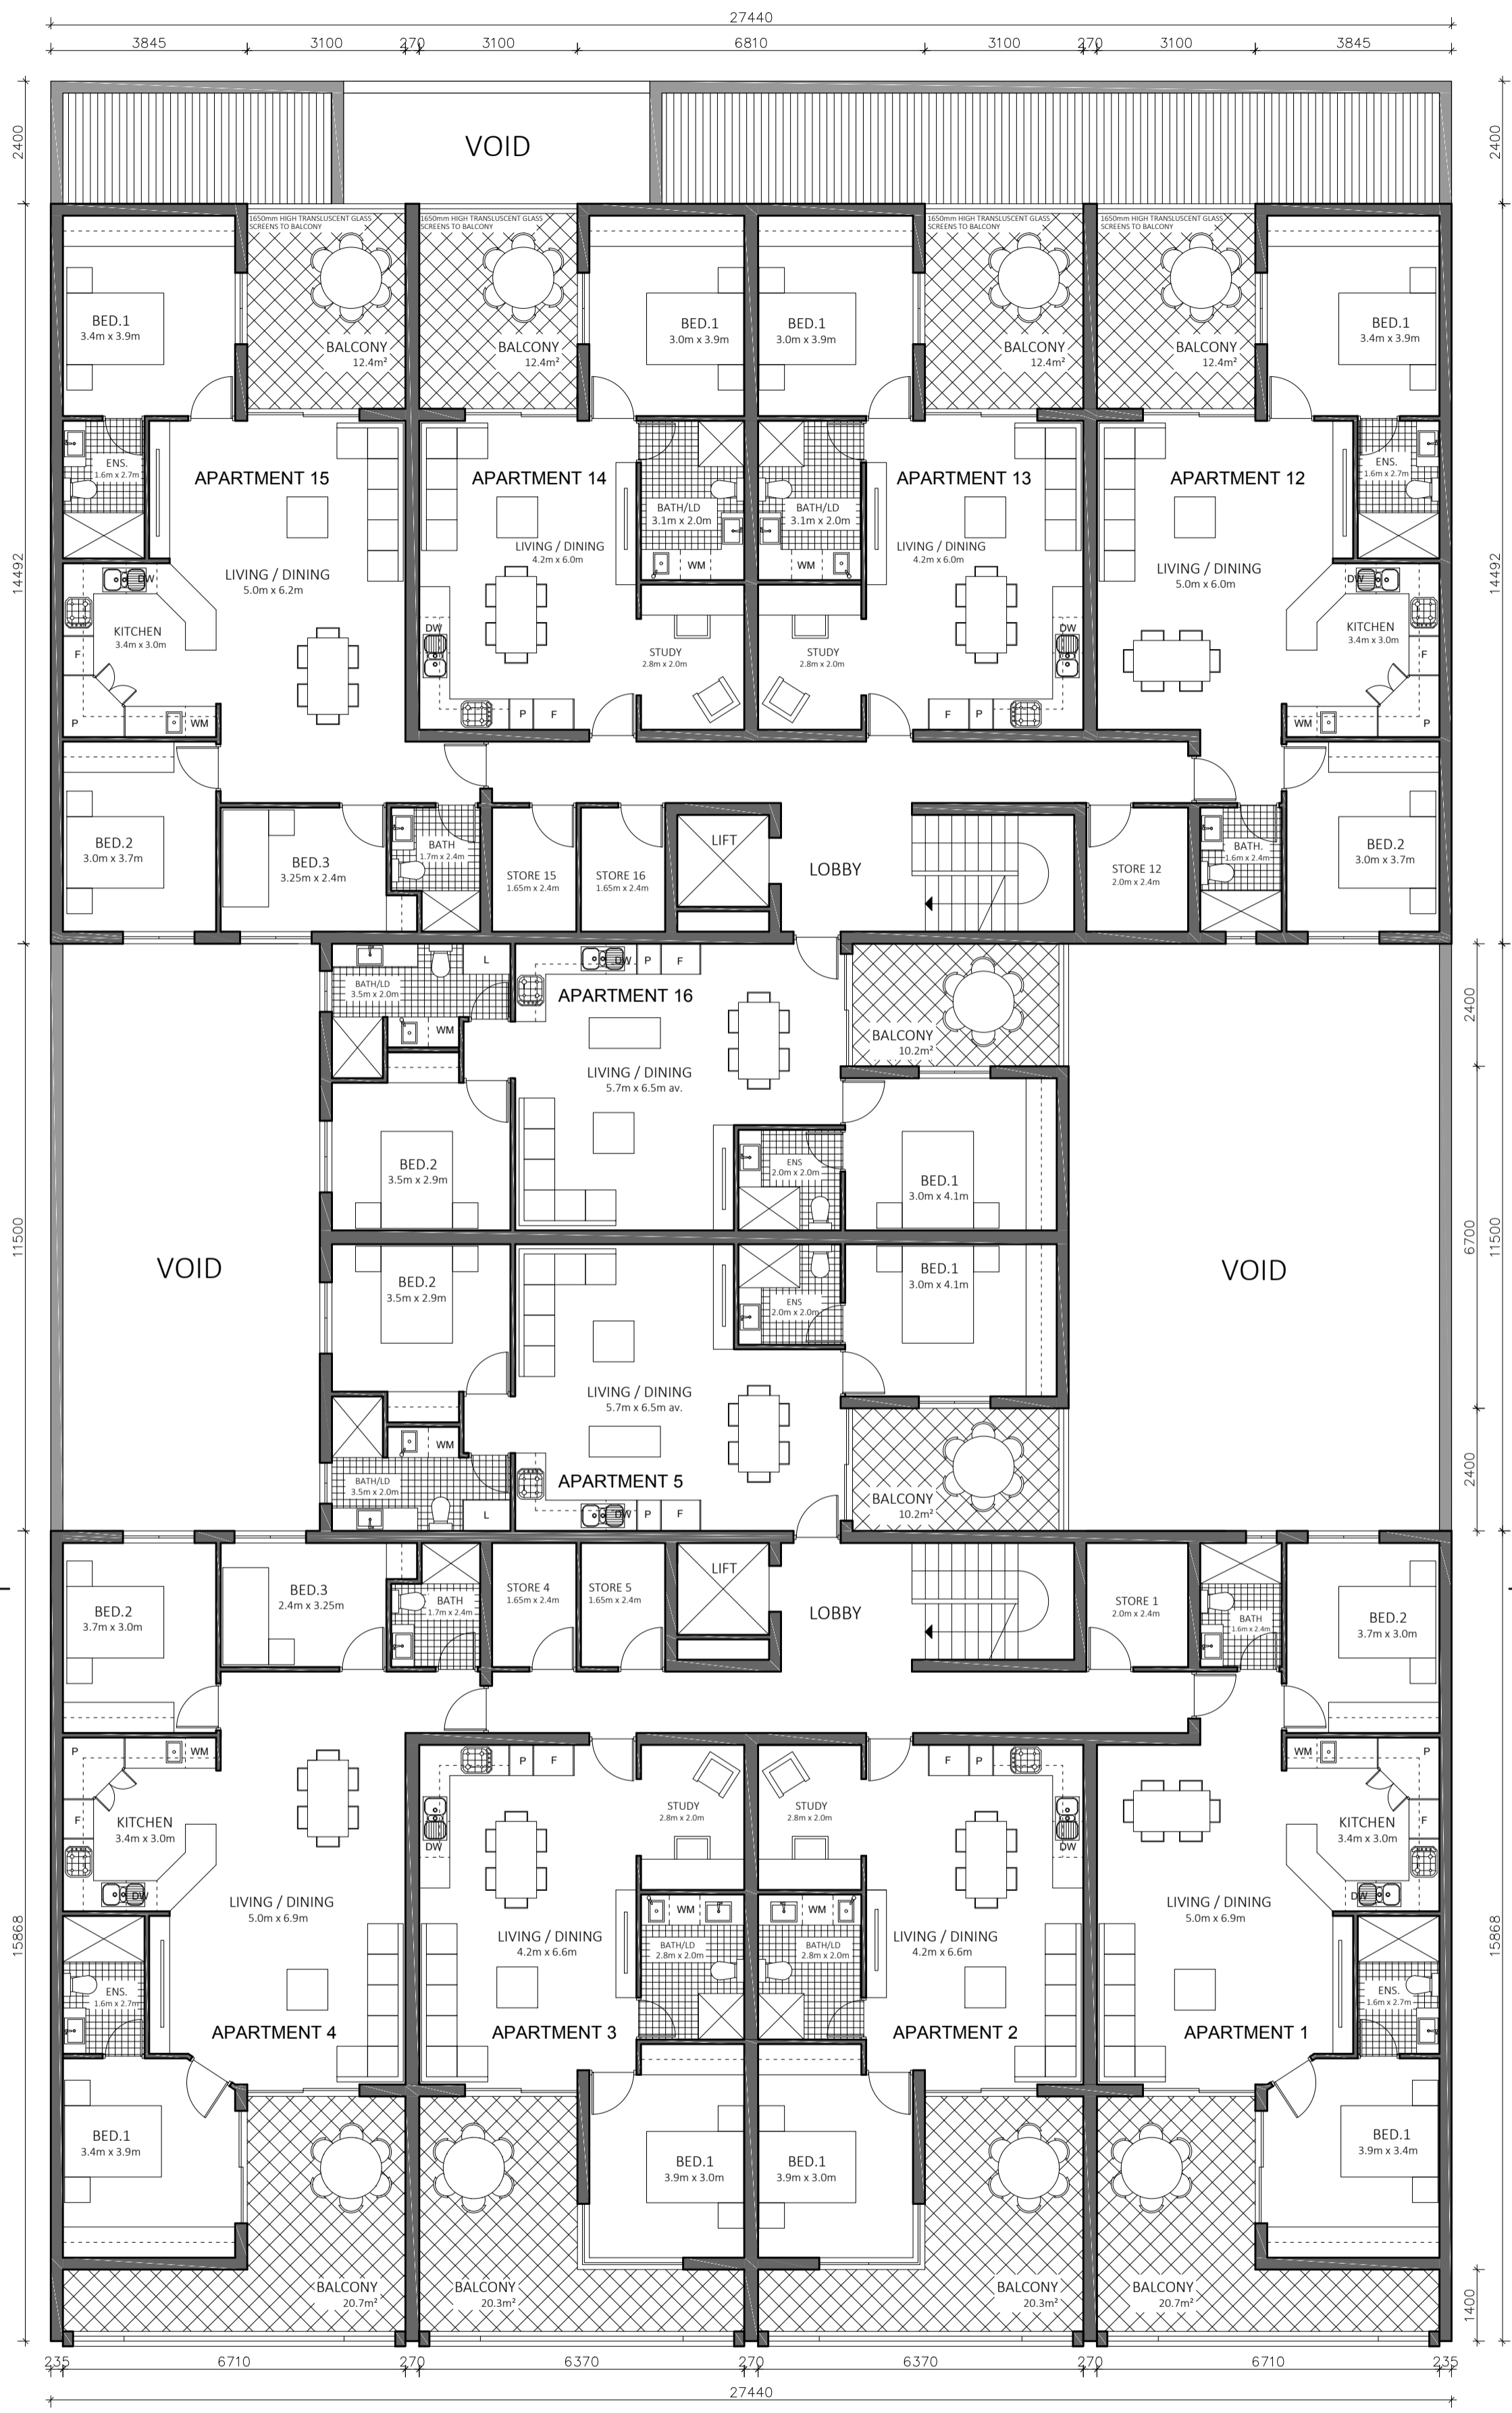 27440
3845
3100
270
3100
6810
3100
270
3100
3845
2400
VOID
2400
1650mm HIGH TRANSLUSCENT GLASS
SCREENS TO BALCONY
1650mm HIGH TRANSLUSCENT GLASS
SCREENS TO BALCONY
1650mm HIGH TRANSLUSCENT GLASS
SCREENS TO BALCONY
1650mm HIGH TRANSLUSCENT GLASS
SCREENS TO BALCONY
BED.1
3.4m x 3.9m
BALCONY
12.4m²
BALCONY
12.4m²
BED.1
3.0m x 3.9m
BED.1
3.0m x 3.9m
BALCONY
12.4m²
BALCONY
12.4m²
BED.1
3.4m x 3.9m
ENS.
1.6m x 2.7m
APARTMENT 15
APARTMENT 14
BATH/LD
3.1m x 2.0m
WM
BATH/LD
3.1m x 2.0m
WM
APARTMENT 13
APARTMENT 12
ENS.
1.6m x 2.7m
14492
LIVING / DINING
5.0m x 6.2m
LIVING / DINING
4.2m x 6.0m
LIVING / DINING
4.2m x 6.0m
LIVING / DINING
5.0m x 6.0m
14492
DW
KITCHEN
3.4m x 3.0m
F
P
WM
DW
P
F
STUDY
2.8m x 2.0m
STUDY
2.8m x 2.0m
F
P
DW
DW
KITCHEN
3.4m x 3.0m
F
WM
P
BED.2
3.0m x 3.7m
BED.3
3.25m x 2.4m
BATH
1.7m x 2.4m
STORE 15
1.65m x 2.4m
STORE 16
1.65m x 2.4m
LIFT
LOBBY
STORE 12
2.0m x 2.4m
BATH.
1.6m x 2.4m
BED.2
3.0m x 3.7m
BATH/LD
3.5m x 2.0m
L
WM
DW
P
F
APARTMENT 16
LIVING / DINING
5.7m x 6.5m av.
BALCONY
10.2m²
2400
BED.2
3.5m x 2.9m
ENS
2.0m x 2.0m
BED.1
3.0m x 4.1m
11500
VOID
VOID
6700
11500
BED.2
3.5m x 2.9m
ENS
2.0m x 2.0m
BED.1
3.0m x 4.1m
LIVING / DINING
5.7m x 6.5m av.
WM
BATH/LD
3.5m x 2.0m
L
APARTMENT 5
DW
P
F
BALCONY
10.2m²
2400
BED.2
3.7m x 3.0m
BED.3
2.4m x 3.25m
BATH
1.7m x 2.4m
STORE 4
1.65m x 2.4m
STORE 5
1.65m x 2.4m
LIFT
LOBBY
STORE 1
2.0m x 2.4m
BATH
1.6m x 2.4m
BED.2
3.7m x 3.0m
P
WM
F
KITCHEN
3.4m x 3.0m
DW
P
F
DW
STUDY
2.8m x 2.0m
STUDY
2.8m x 2.0m
F
P
DW
WM
P
F
KITCHEN
3.4m x 3.0m
DW
15868
LIVING / DINING
5.0m x 6.9m
LIVING / DINING
4.2m x 6.6m
WM
BATH/LD
2.8m x 2.0m
WM
BATH/LD
2.8m x 2.0m
LIVING / DINING
4.2m x 6.6m
LIVING / DINING
5.0m x 6.9m
15868
ENS.
1.6m x 2.7m
APARTMENT 4
APARTMENT 3
APARTMENT 2
APARTMENT 1
ENS.
1.6m x 2.7m
BED.1
3.4m x 3.9m
BED.1
3.9m x 3.0m
BED.1
3.9m x 3.0m
BED.1
3.9m x 3.4m
BALCONY
20.7m²
BALCONY
20.3m²
BALCONY
20.3m²
BALCONY
20.7m²
1400
235
6710
270
6370
270
6370
270
6710
235
27440